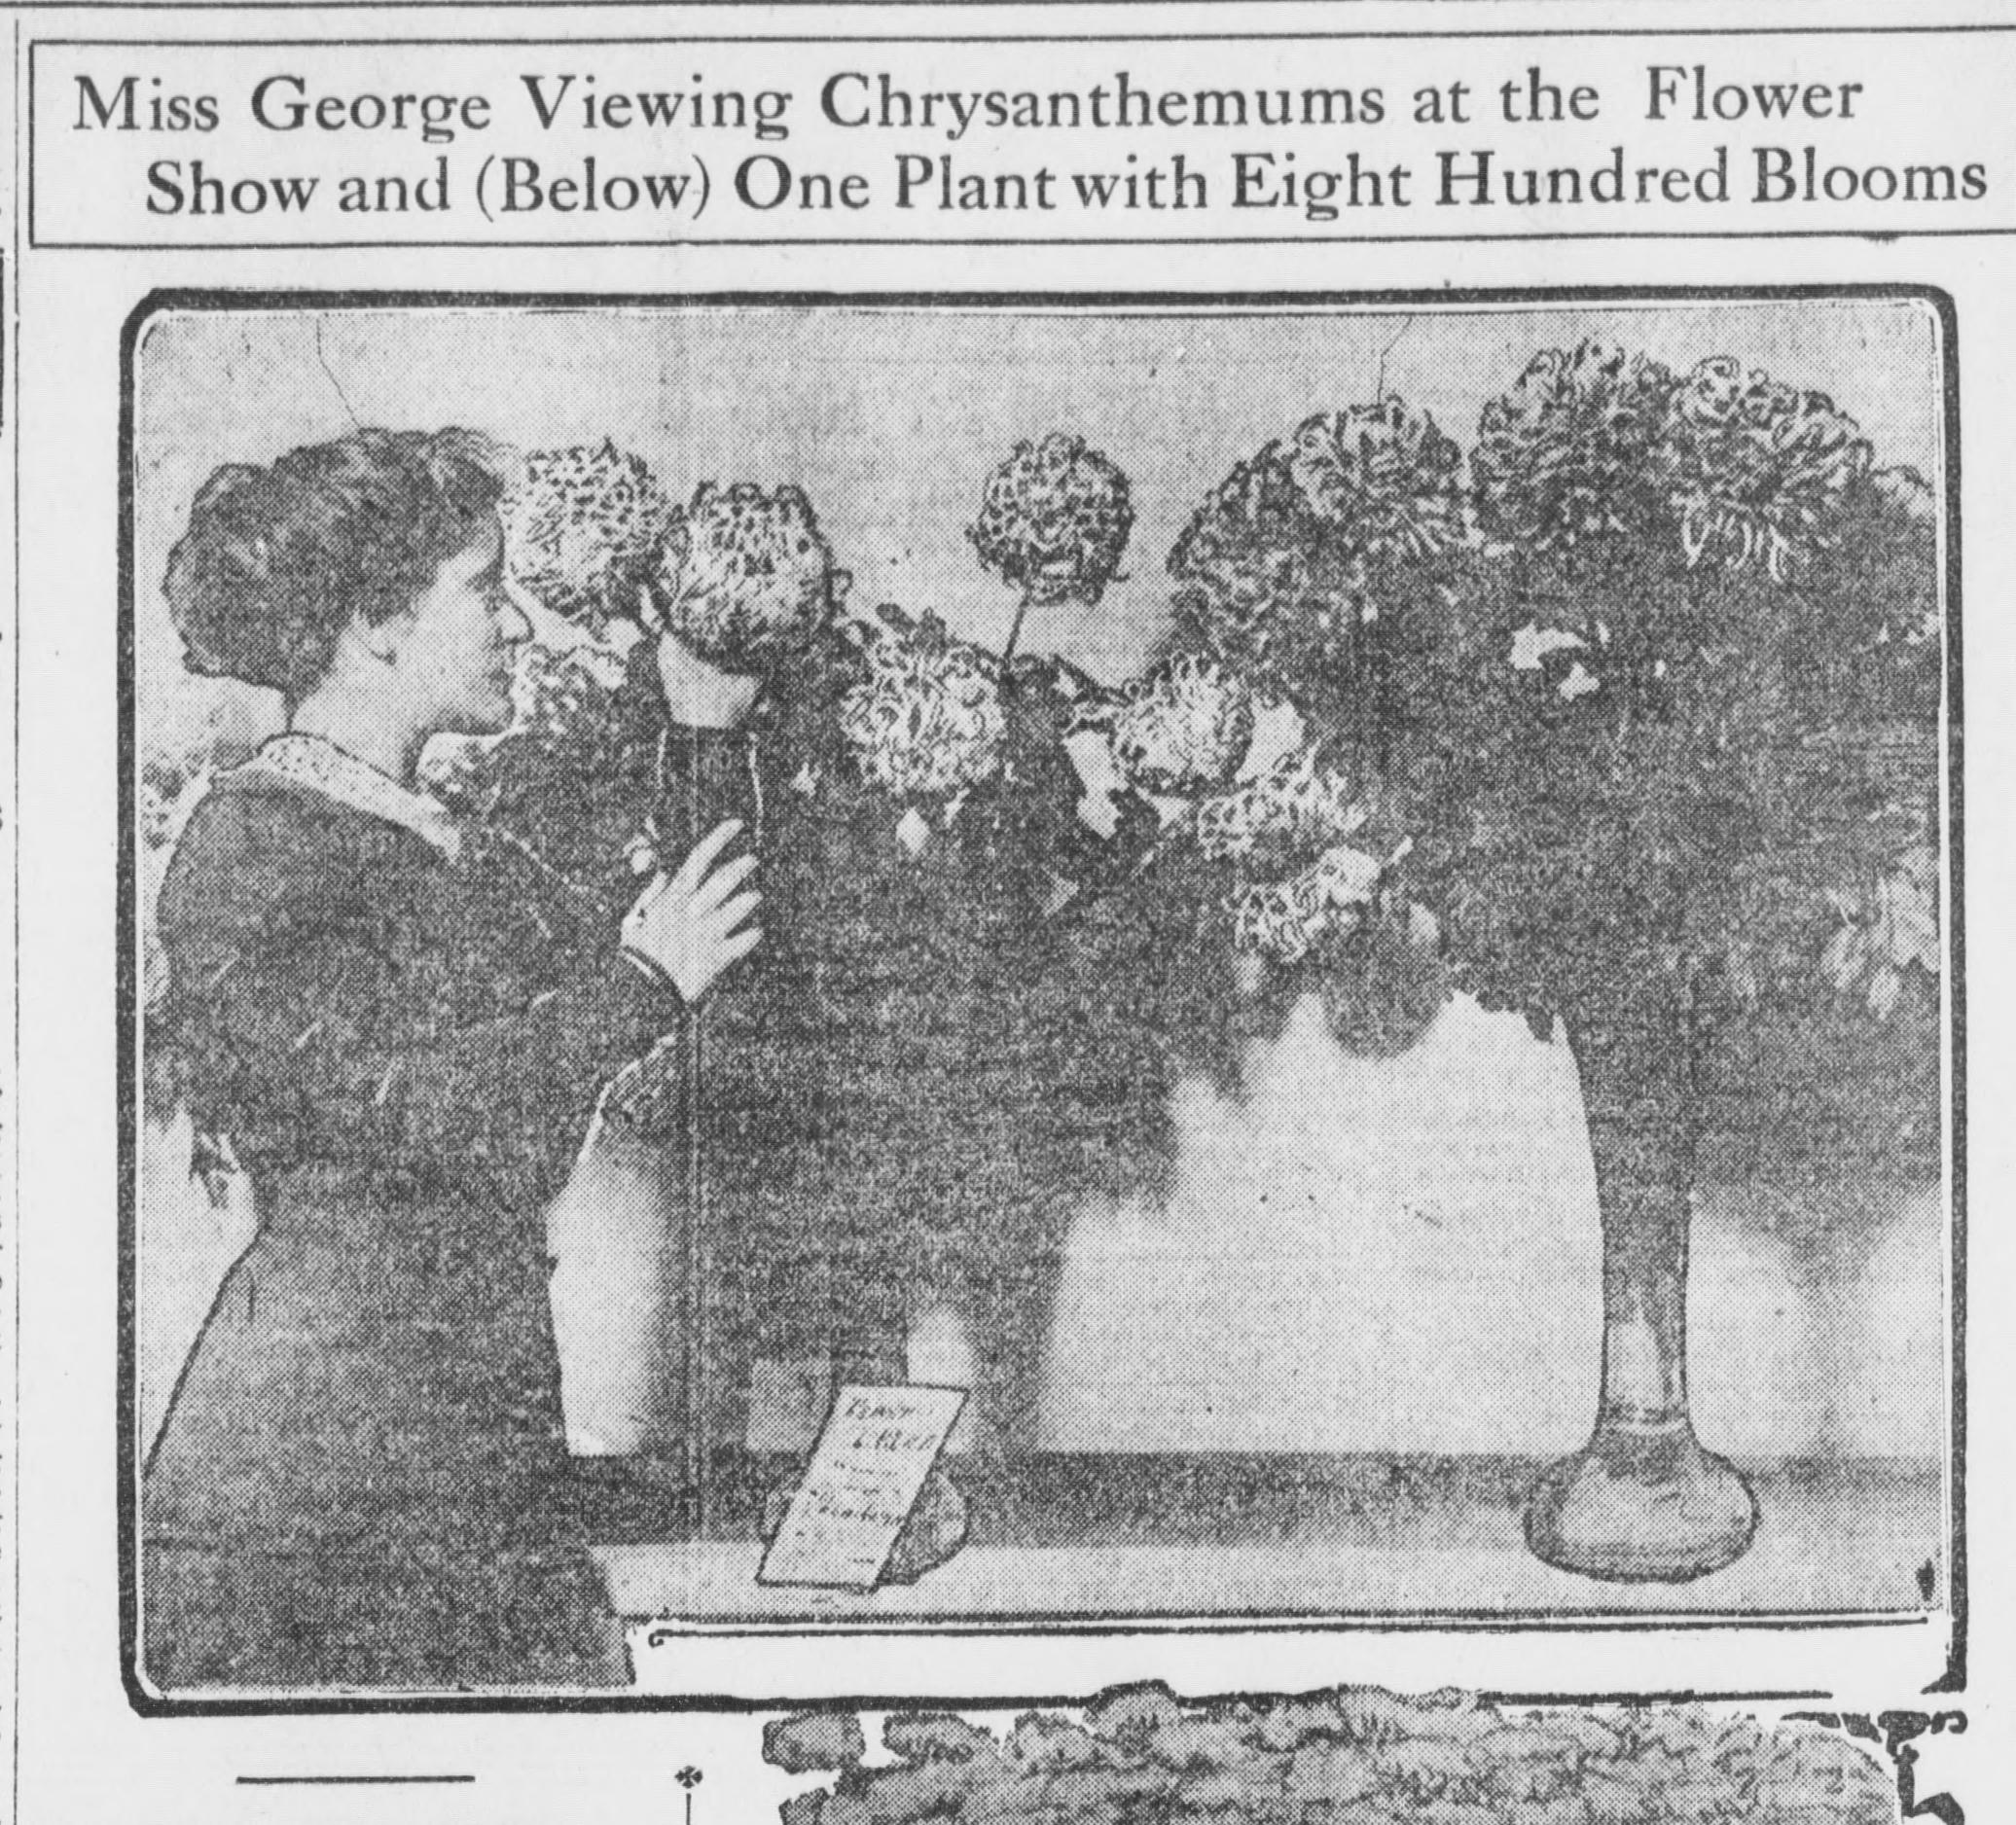 Miss George Viewing Chrysanthemums at the Flower
Show and (Below) One Plant with Eight Hundred Blooms